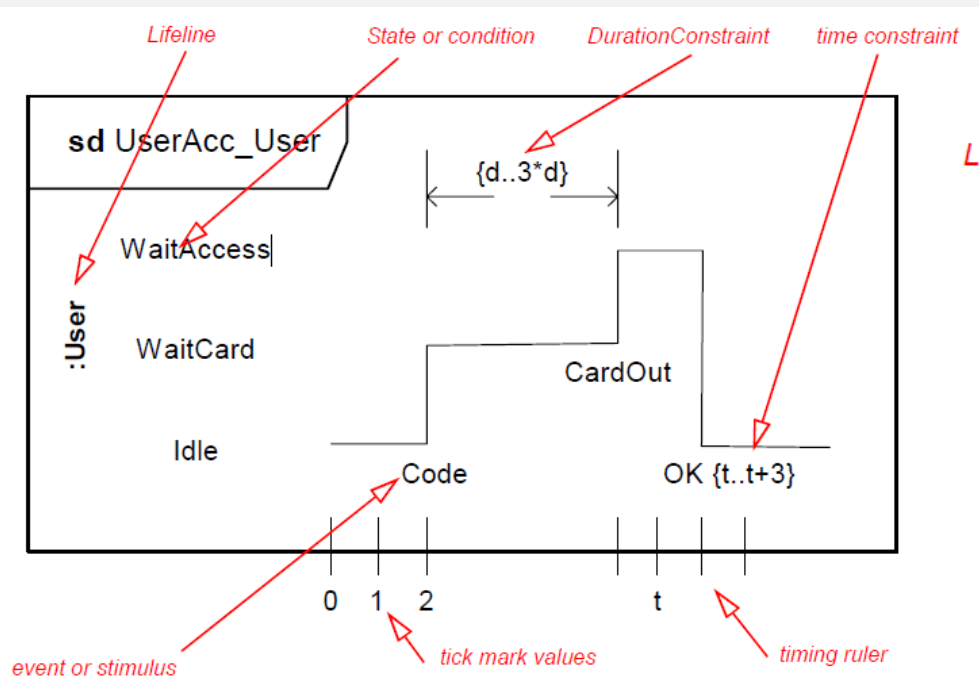 Lifeline
State or condition
DurationConstraint
time constraint
sd UserAcc_User
L
{d..3*d}
WaitAccess
:User
WaitCard
CardOut
Idle
Code
OK {t..t+3}
0 1 2 t
event or stimulus
tick mark values
timing ruler